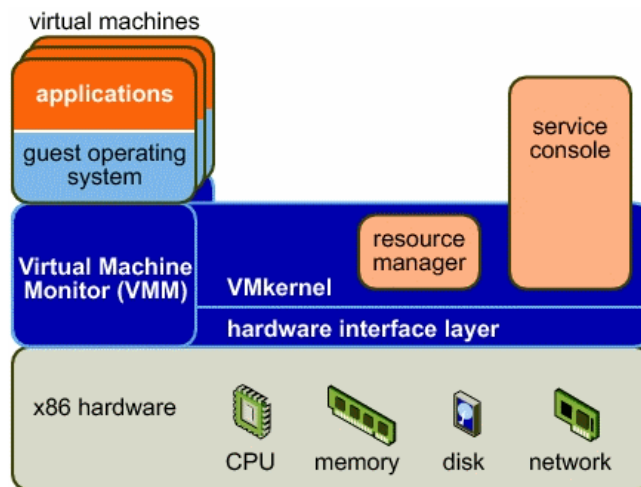 virtual machines
applications
guest operating
system
service
console
resource
manager
Virtual Machine
Monitor (VMM)
VMkernel
hardware interface layer
x86 hardware
CPU
memory
disk
network